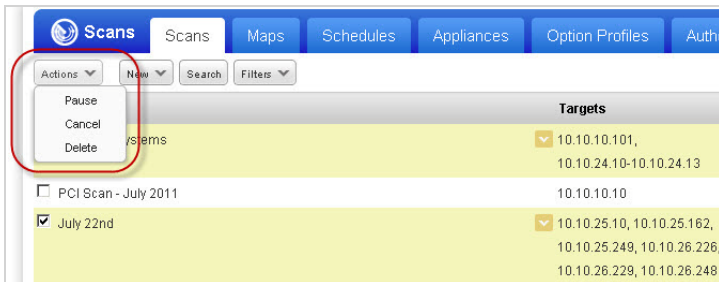 Scans Scans Maps Schedules Appliances Option Profiles Auth
Actions New Search Filters
Pause
Cancel
Delete
Targets
ystems 10.10.10.101,
10.10.24.10-10.10.24.13
PCI Scan - July 2011 10.10.10.10
July 22nd 10.10.25.10, 10.10.25.162,
10.10.25.249, 10.10.26.226,
10.10.26.229, 10.10.26.248